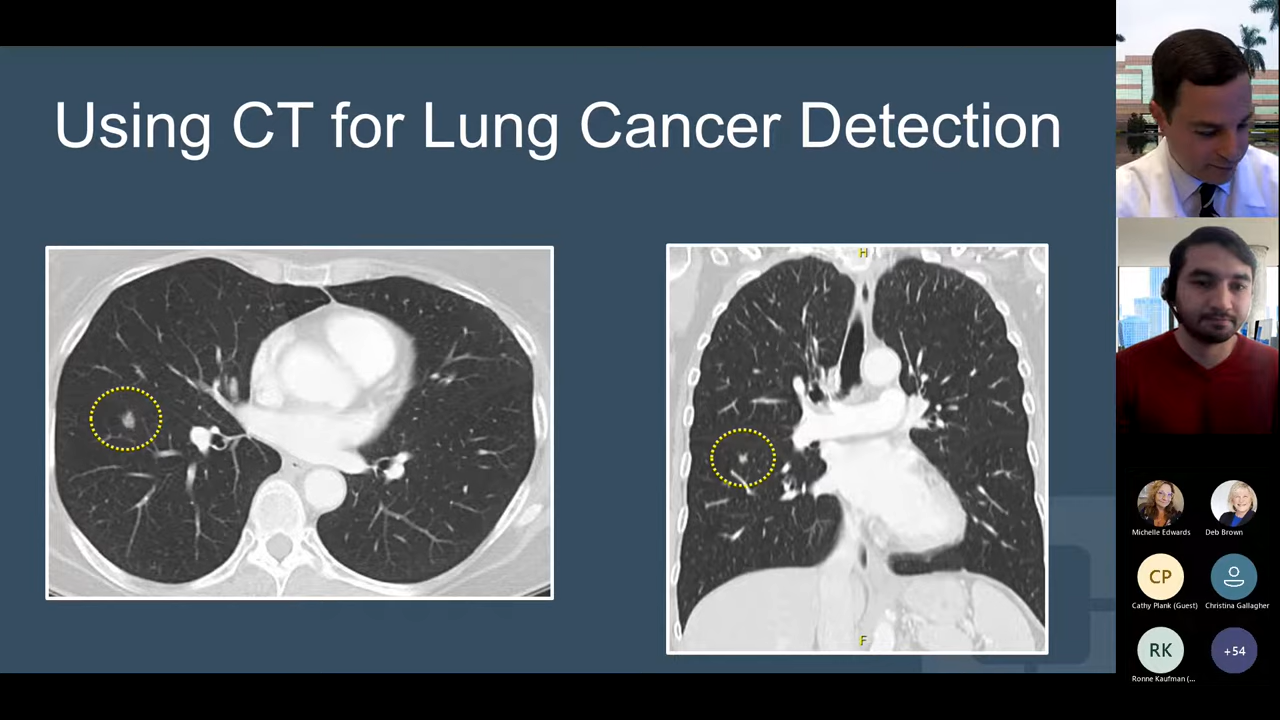 Using CT for Lung Cancer Detection
H
F
Michelle Edwards
Deb Brown
CP
Cathy Plank (Guest)
Christina Gallagher
RK
+54
Ronne Kaufman (...